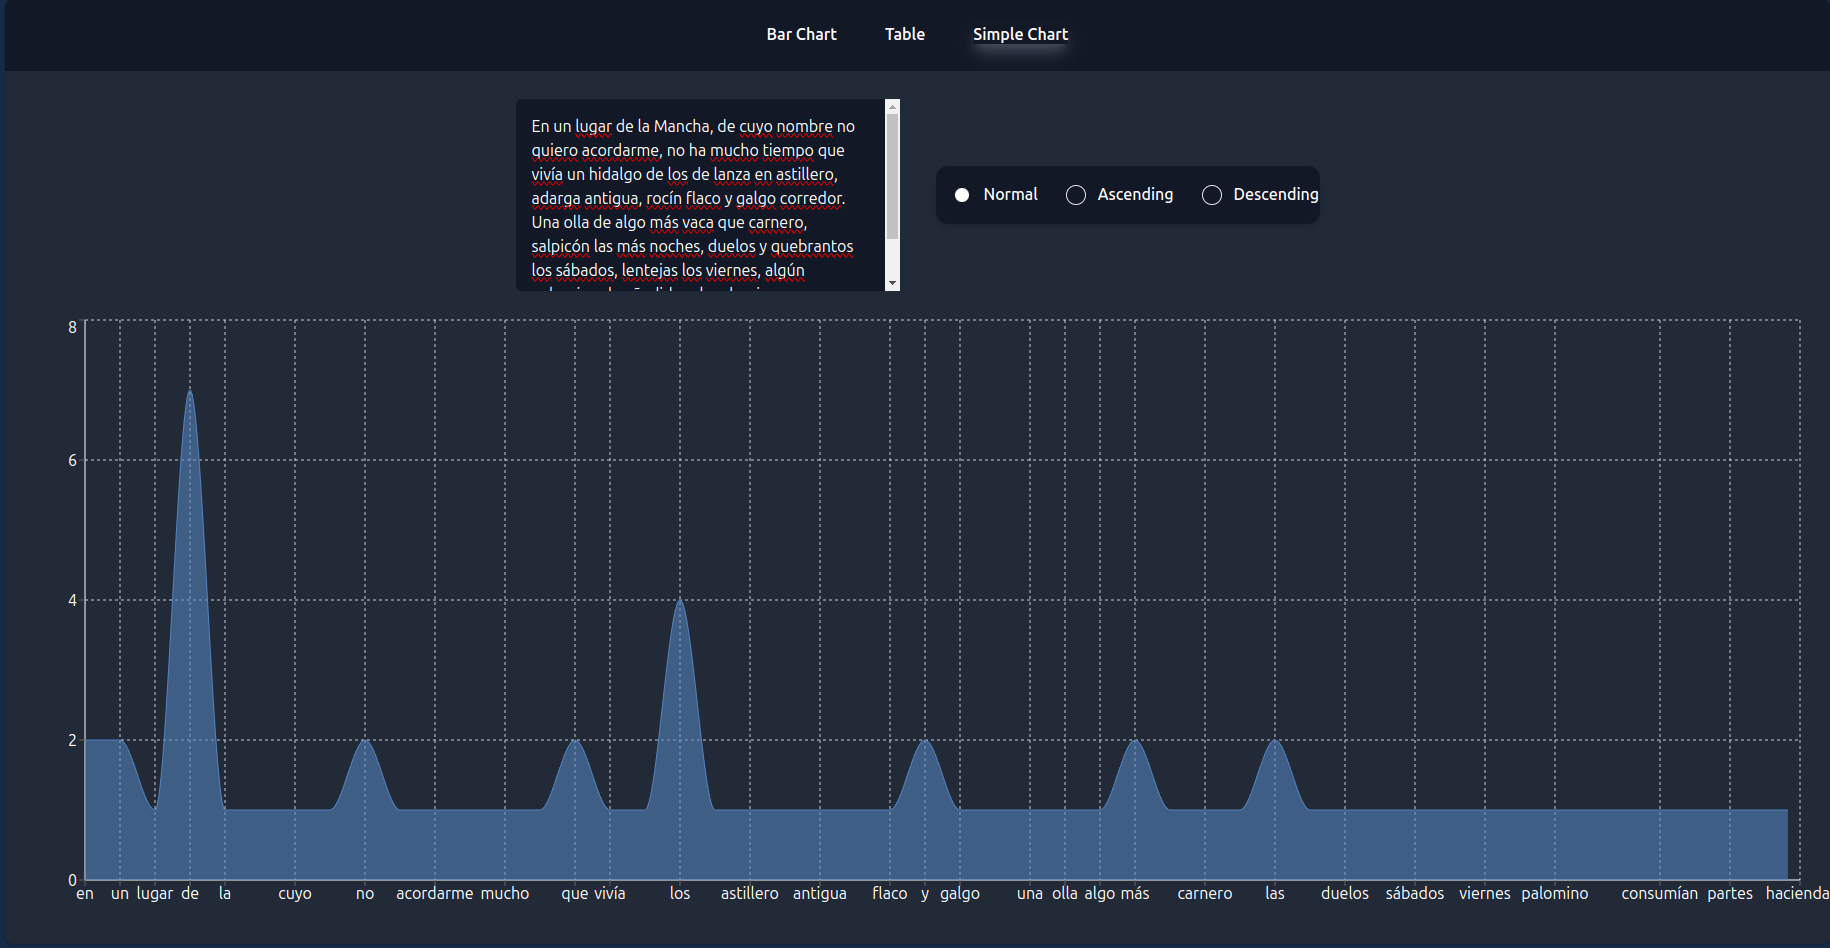 Bar Chart Table Simple Chart
En un lugar de la Mancha, de cuyo nombre no
quiero acordarme, no ha mucho tiempo que
vivía un hidalgo de los de lanza en astillero,
adarga antigua, rocín flaco y galgo corredor.
Una olla de algo más vaca que carnero,
salpicón las más noches, duelos y quebrantos
los sábados, lentejas los viernes, algún
Normal Ascending Descending
8
6
4
2
0
en un lugar de la cuyo no acordarme mucho que vivía los astillero antigua flaco y galgo una olla algo más carnero las duelos sábados viernes palomino consumían partes hacienda